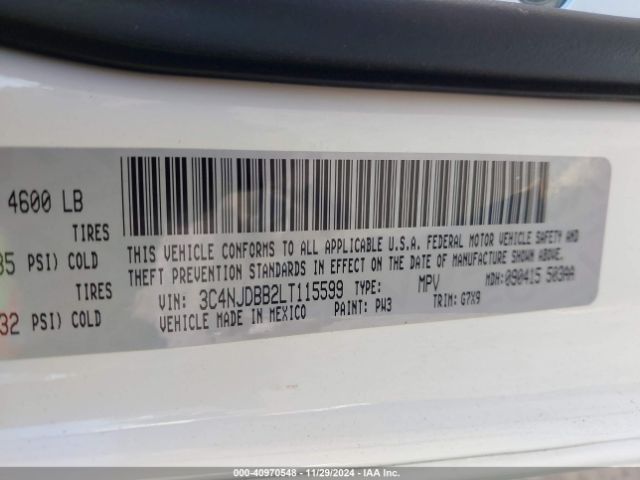 4600 LB
TIRES
35 PSI) COLD
TIRES
32 PSI) COLD
THIS VEHICLE CONFORMS TO ALL APPLICABLE U.S.A. FEDERAL MOTOR VEHICLE SAFETY AND
THEFT PREVENTION STANDARDS IN EFFECT ON THE DATE OF MANUFACTURE SHOWN ABOVE.
VIN: 3C4NJDBB2LT115599 TYPE: MPV MDH:090415 503AA
VEHICLE MADE IN MEXICO PAINT: PW3 TRIM: G7X9
000-40970548 - 11/29/2024 - IAA Inc.